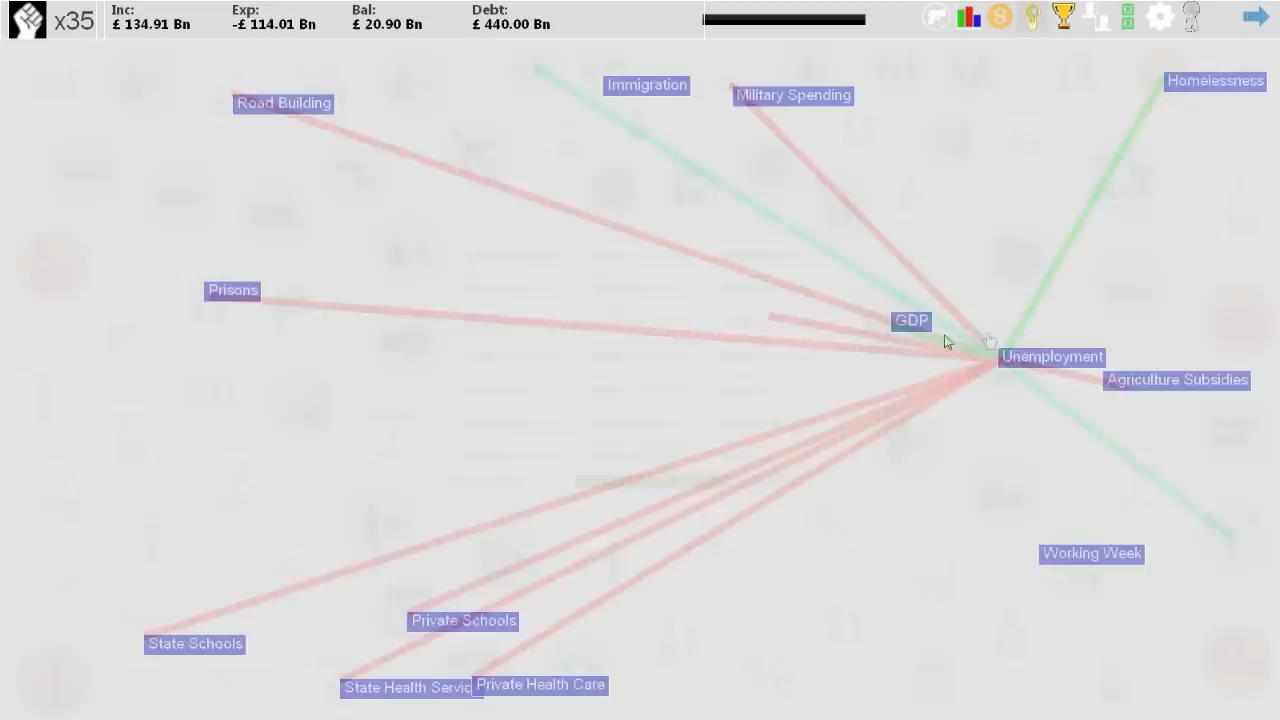 x35
Inc:
£ 134.91 Bn
Exp:
-£ 114.01 Bn
Bal:
£ 20.90 Bn
Debt:
£ 440.00 Bn
Immigration
Homelessness
Military Spending
Road Building
Prisons
GDP
Unemployment
Agriculture Subsidies
Working Week
Private Schools
State Schools
State Health Servic
Private Health Care